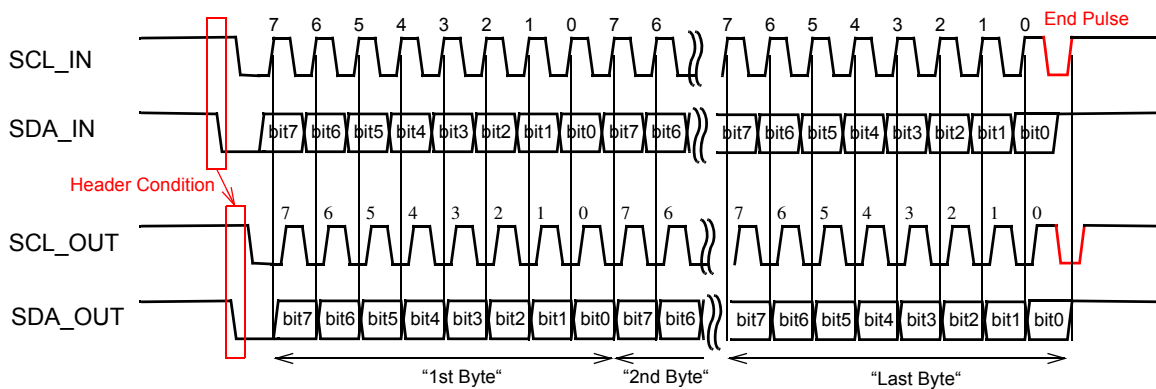 7 6 5 4 3 2 1 0 7 6 7 6 5 4 3 2 1 0 End Pulse
SCL_IN
SDA_IN bit7 bit6 bit5 bit4 bit3 bit2 bit1 bit0 bit7 bit6 bit7 bit6 bit5 bit4 bit3 bit2 bit1 bit0
Header Condition
7 6 5 4 3 2 1 0 7 6 7 6 5 4 3 2 1 0
SCL_OUT
SDA_OUT bit7 bit6 bit5 bit4 bit3 bit2 bit1 bit0 bit7 bit6 bit7 bit6 bit5 bit4 bit3 bit2 bit1 bit0
“1st Byte“ “2nd Byte“ “Last Byte“